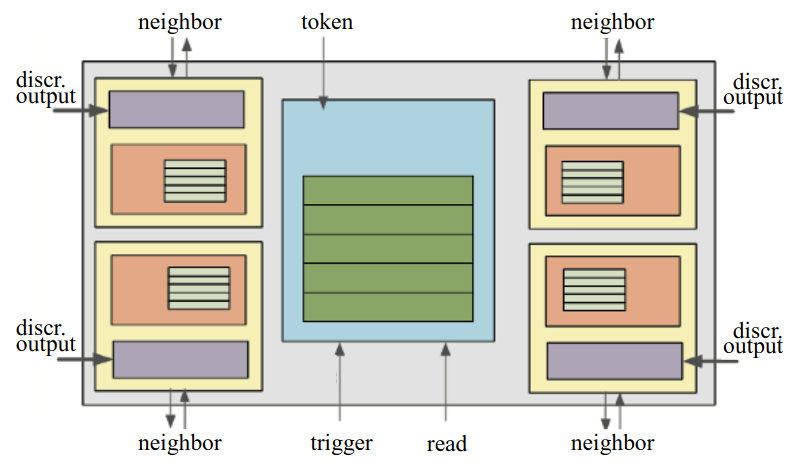 neighbor
token
neighbor
discr.
output
discr.
output
discr.
output
discr.
output
neighbor
trigger
read
neighbor